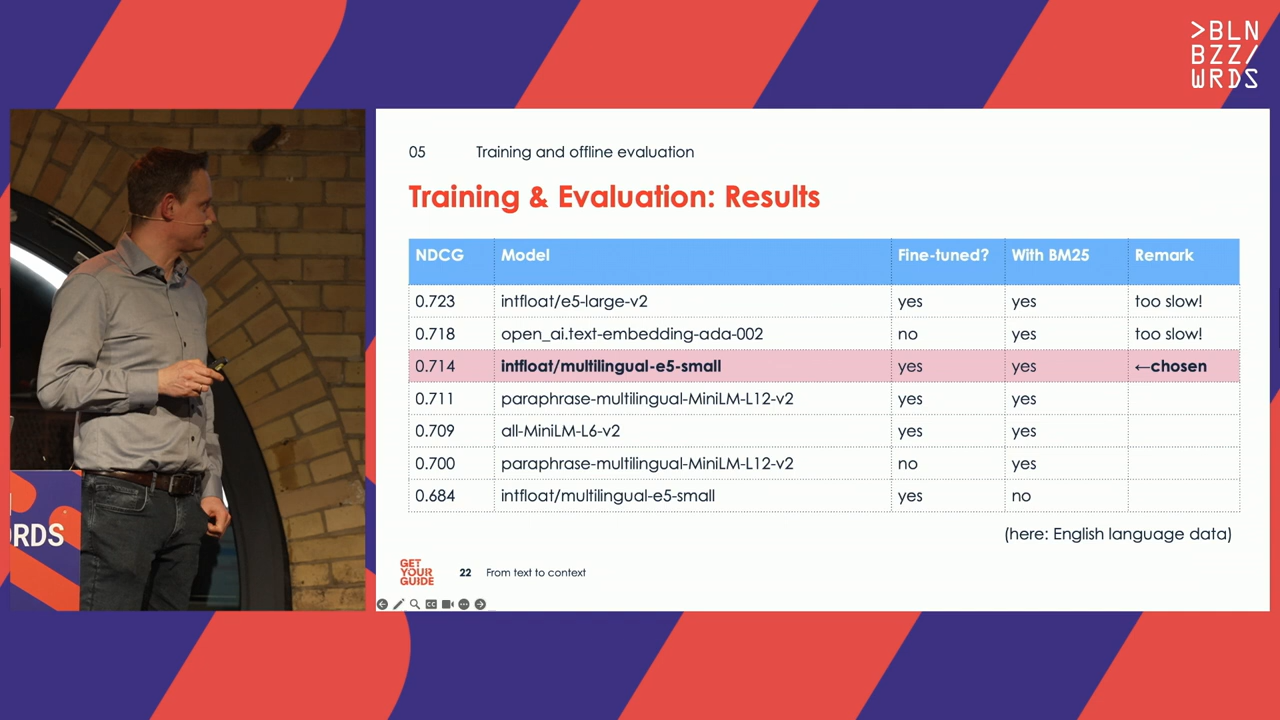 >BLN
BZZ/
WRDS
05 Training and offline evaluation
Training & Evaluation: Results
NDCG Model Fine-tuned? With BM25 Remark
0.723 intfloat/e5-large-v2 yes yes too slow!
0.718 open_ai.text-embedding-ada-002 no yes too slow!
0.714 intfloat/multilingual-e5-small yes yes ←chosen
0.711 paraphrase-multilingual-MiniLM-L12-v2 yes yes
0.709 all-MiniLM-L6-v2 yes yes
0.700 paraphrase-multilingual-MiniLM-L12-v2 no yes
0.684 intfloat/multilingual-e5-small yes no
(here: English language data)
ORDS
GET
YOUR
GUIDE
22 From text to context
CC